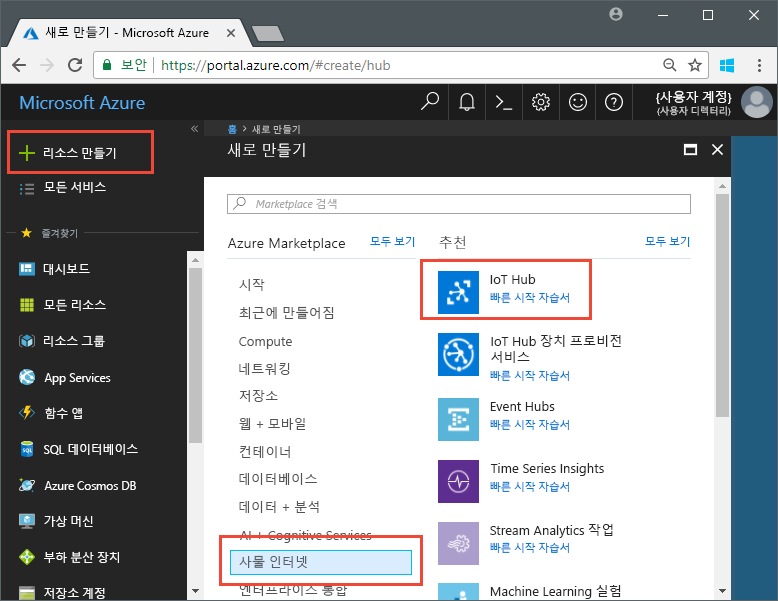 새로 만들기 - Microsoft Azure
보안 https://portal.azure.com/#create/hub
Microsoft Azure
{사용자 계정}
{사용자 디렉터리}
리소스 만들기
모든 서비스
즐겨찾기
대시보드
모든 리소스
리소스 그룹
App Services
함수 앱
SQL 데이터베이스
Azure Cosmos DB
가상 머신
부하 분산 장치
저장소 계정
홈 > 새로 만들기
새로 만들기
Marketplace 검색
Azure Marketplace 모두 보기
시작
최근에 만들어짐
Compute
네트워킹
저장소
웹 + 모바일
컨테이너
데이터베이스
데이터 + 분석
AI + Cognitive Services
사물 인터넷
엔터프라이즈 통합
추천 모두 보기
IoT Hub
빠른 시작 자습서
IoT Hub 장치 프로비전
서비스
빠른 시작 자습서
Event Hubs
빠른 시작 자습서
Time Series Insights
빠른 시작 자습서
Stream Analytics 작업
빠른 시작 자습서
Machine Learning 실험